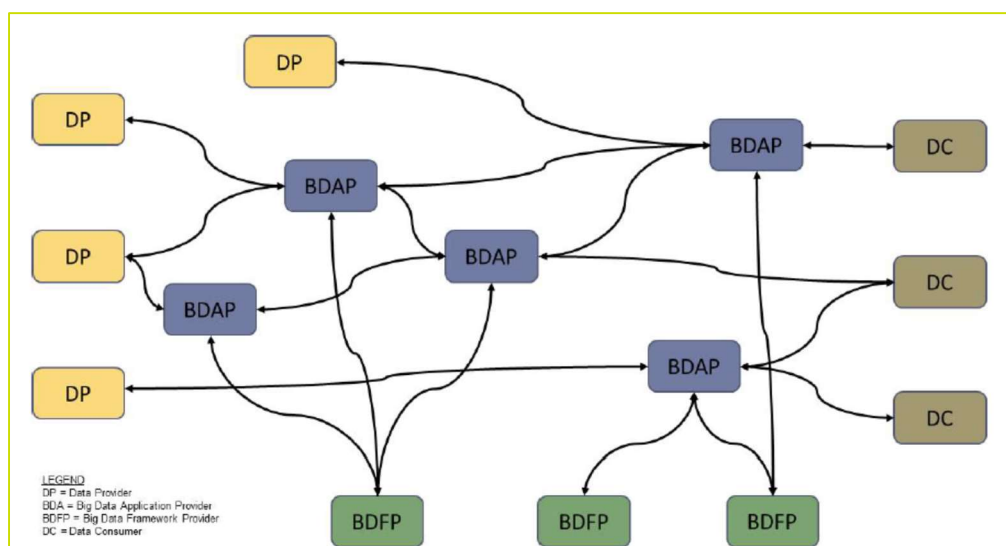 DP
DP
BDAP
DC
BDAP
DP
BDAP
DC
BDAP
BDAP
DP
DC
LEGEND
DP = Data Provider
BDA = Big Data Application Provider
BDFP = Big Data Framework Provider
DC = Data Consumer
BDFP
BDFP
BDFP